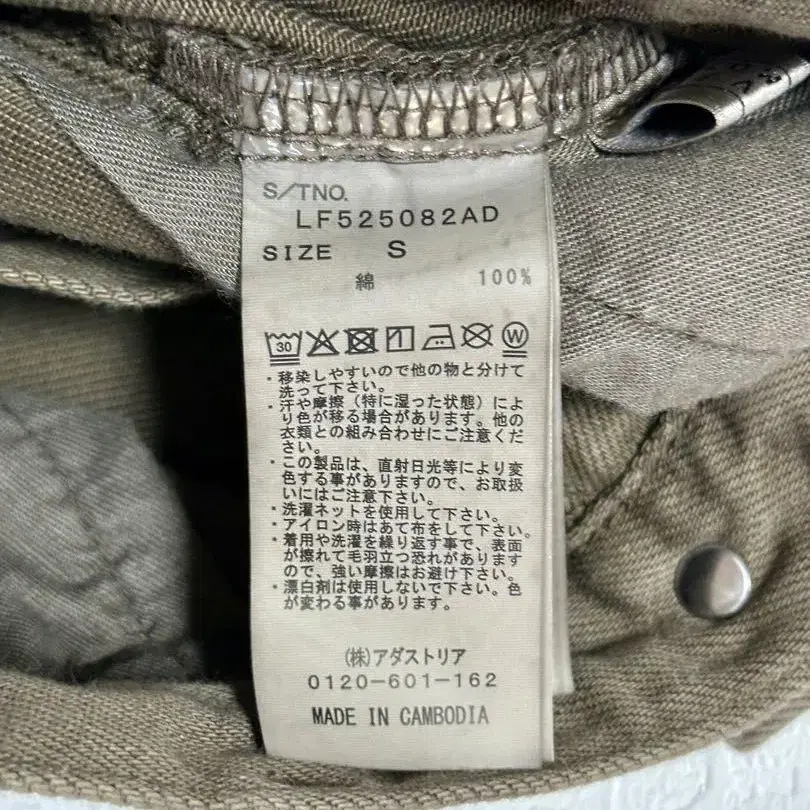 S/TNO.
LF525082AD
SIZE S
綿 100%
30 W
・移染しやすいので他の物と分けて
洗って下さい。
・汗や摩擦（特に湿った状態）によ
り色が移る場合があります。他の
衣類との組み合わせにご注意くだ
さい。
・この製品は、直射日光等により変
色する事がありますので、お取扱
いにはご注意下さい。
・洗濯ネットを使用して下さい。
・アイロン時はあて布をして下さい。
・着用や洗濯を繰り返す事で、表面
が擦れて毛羽立つ恐れがあります
ので、強い摩擦はお避け下さい。
・漂白剤は使用しないで下さい。色
が変わる事があります。
(株)アダストリア
0120-601-162
MADE IN CAMBODIA